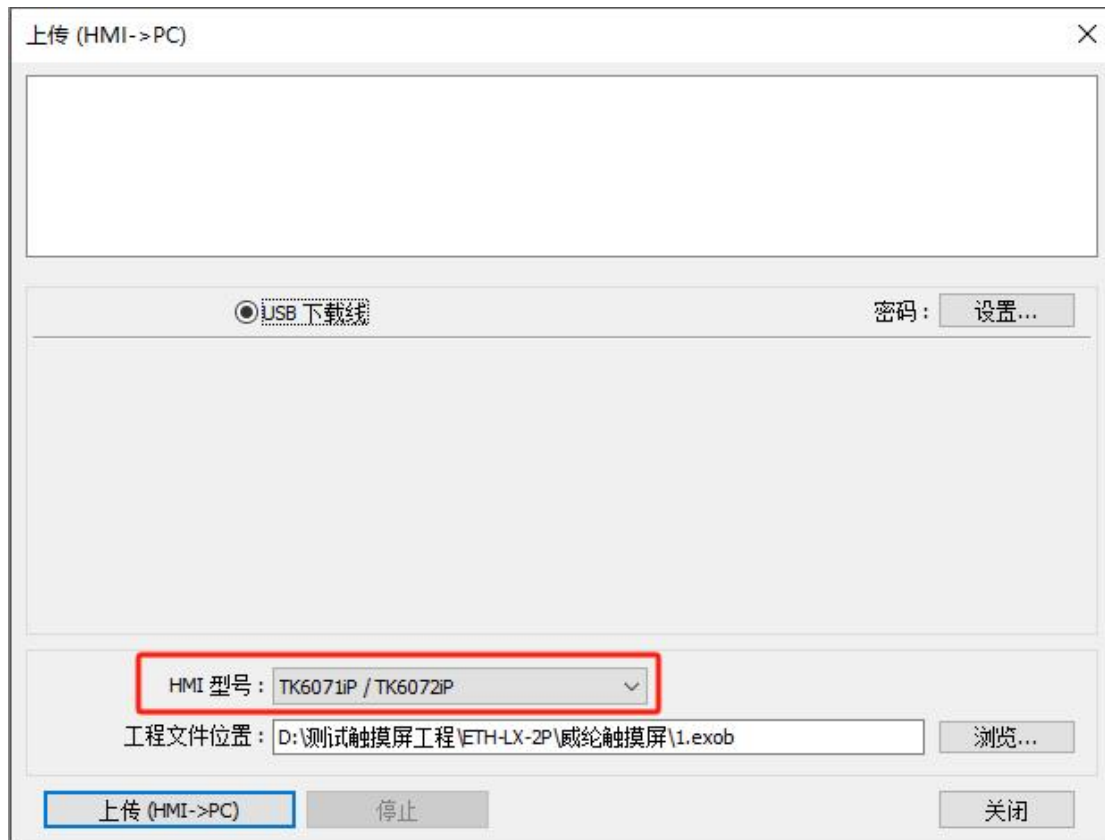 上传 (HMI->PC)
USB 下载线 密码： 设置...
HMI 型号： TK6071iP / TK6072iP
工程文件位置： D:\测试触摸屏工程\ETH-LX-2P\威纶触摸屏\1.exob 浏览...
上传 (HMI->PC) 停止 关闭